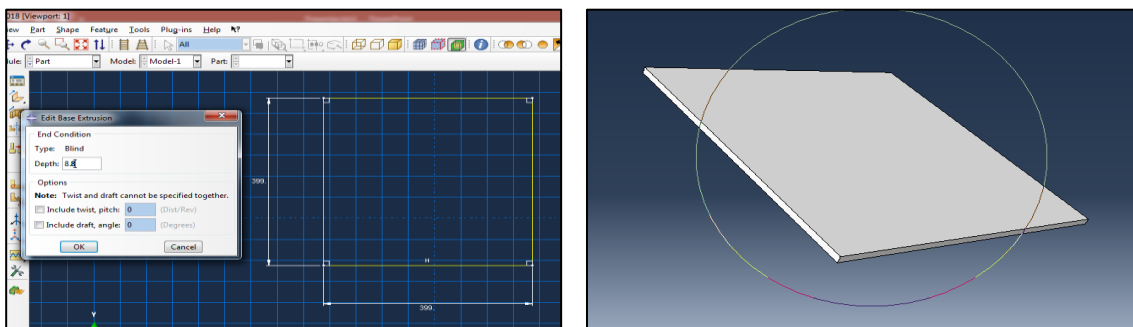 018 [Viewport: 1]
ew Part Shape Feature Tools Plug-ins Help
All
ule: Part Model: Model-1 Part:
Edit Base Extrusion
End Condition
Type: Blind
Depth: 8.8
Options
Note: Twist and draft cannot be specified together.
Include twist, pitch: 0 (Dist/Rev)
Include draft, angle: 0 (Degrees)
OK Cancel
399.
H
399.
Y